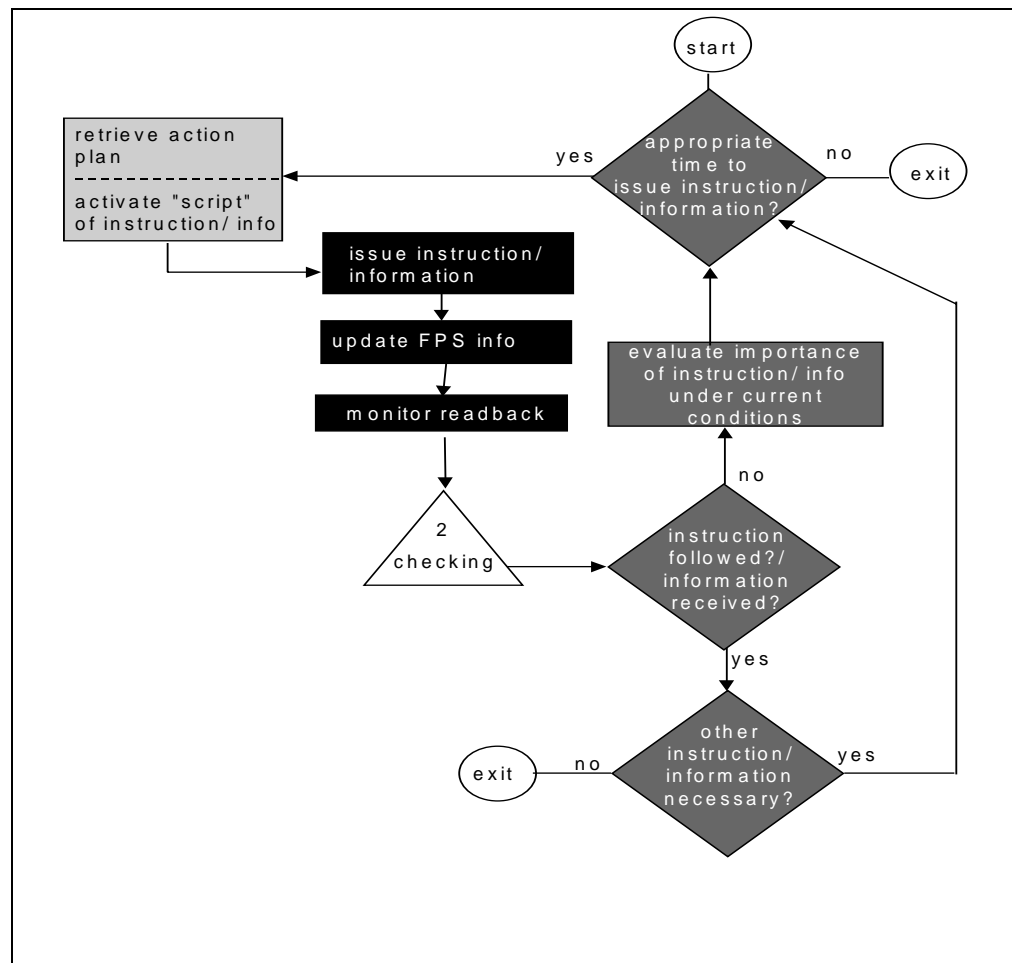 start
appropriate
time to
issue instruction/
information?
yes
no
exit
retrieve action
plan
activate "script"
of instruction/ info
issue instruction/
information
update FPS info
monitor readback
2
checking
evaluate importance
of instruction/ info
under current
conditions
no
instruction
followed?/
information
received?
yes
other
instruction/
information
necessary?
no
exit
yes